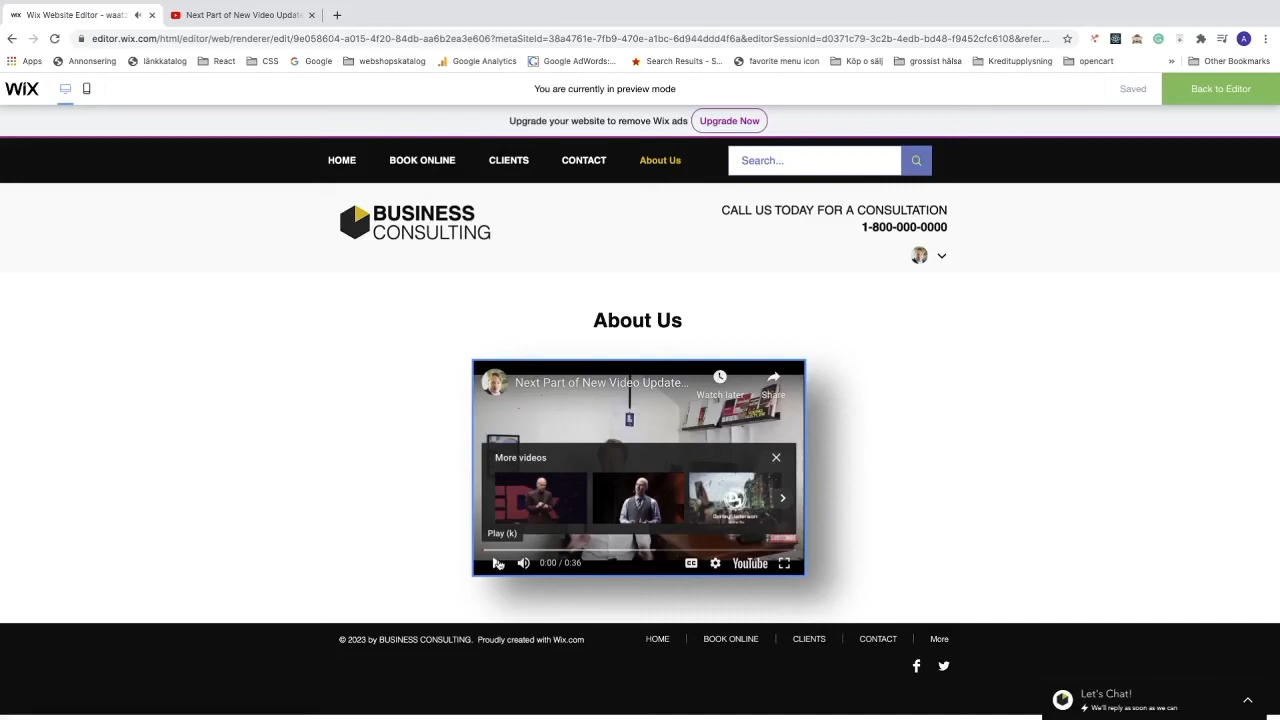 Wix Website Editor - waat
Next Part of New Video Update
editor.wix.com/html/editor/web/renderer/edit/9e058604-a015-4f20-84db-aa6b2ea3e606?metaSiteId=38a4761e-7fb9-470e-a1bc-6d944ddd4f6a&editorSessionId=d0371c79-3c2b-4edb-bd48-f9452cfc6108&refer...
A
Apps
Annonsering
länkkatalog
React
CSS
Google
webshopskatalog
Google Analytics
Google AdWords:...
Search Results - S...
favorite menu icon
Köp o sälj
grossist hälsa
Kreditupplysning
opencart
»
Other Bookmarks
WiX
You are currently in preview mode
Saved
Back to Editor
Upgrade your website to remove Wix ads
Upgrade Now
HOME
BOOK ONLINE
CLIENTS
CONTACT
About Us
Search...
BUSINESS
CONSULTING
CALL US TODAY FOR A CONSULTATION
1-800-000-0000
About Us
Next Part of New Video Update...
Watch later
Share
More videos
Play (k)
0:00 / 0:36
CC
YouTube
© 2023 by BUSINESS CONSULTING. Proudly created with Wix.com
HOME
BOOK ONLINE
CLIENTS
CONTACT
More
Let's Chat!
We'll reply as soon as we can